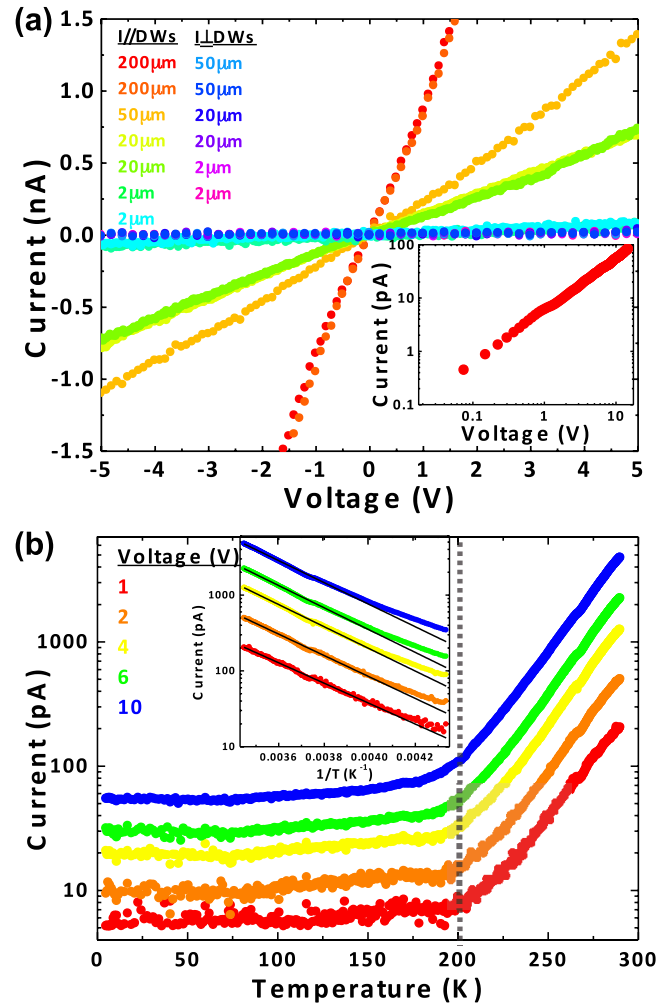 (a)
I//DWs I⊥DWs
200μm 50μm
200μm 50μm
50μm 20μm
20μm 20μm
20μm 2μm
2μm 2μm
2μm
1.5
1.0
0.5
0.0
-0.5
-1.0
-1.5
Current (nA)
-5 -4 -3 -2 -1 0 1 2 3 4 5
Voltage (V)
100
10
1
0.1
Current (pA)
0.1 1 10
Voltage (V)
(b)
Voltage (V)
1
2
4
6
10
1000
100
10
Current (pA)
0 50 100 150 200 250 300
Temperature (K)
1000
100
10
Current (pA)
0.0036 0.0038 0.0040 0.0042
1/T (K⁻¹)